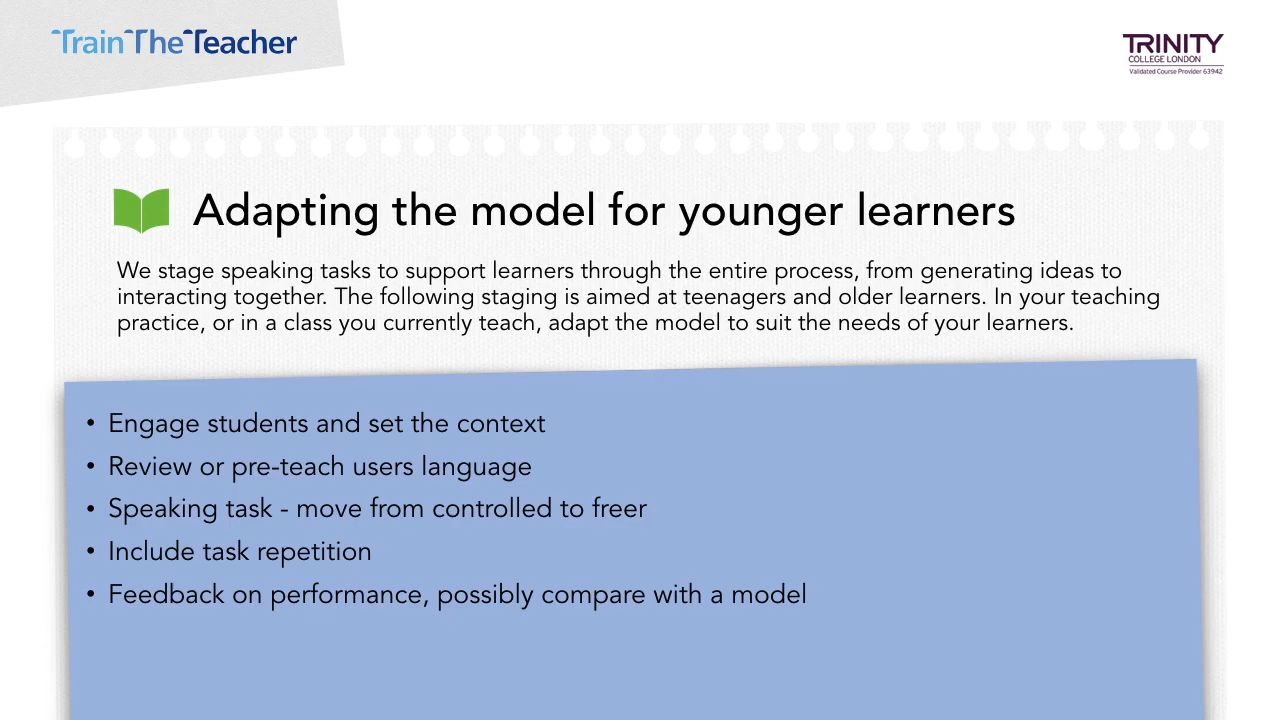 TrainTheTeacher
TRINITY
COLLEGE LONDON
Validated Course Provider 63942
Adapting the model for younger learners
We stage speaking tasks to support learners through the entire process, from generating ideas to
interacting together. The following staging is aimed at teenagers and older learners. In your teaching
practice, or in a class you currently teach, adapt the model to suit the needs of your learners.
• Engage students and set the context
• Review or pre-teach users language
• Speaking task - move from controlled to freer
• Include task repetition
• Feedback on performance, possibly compare with a model